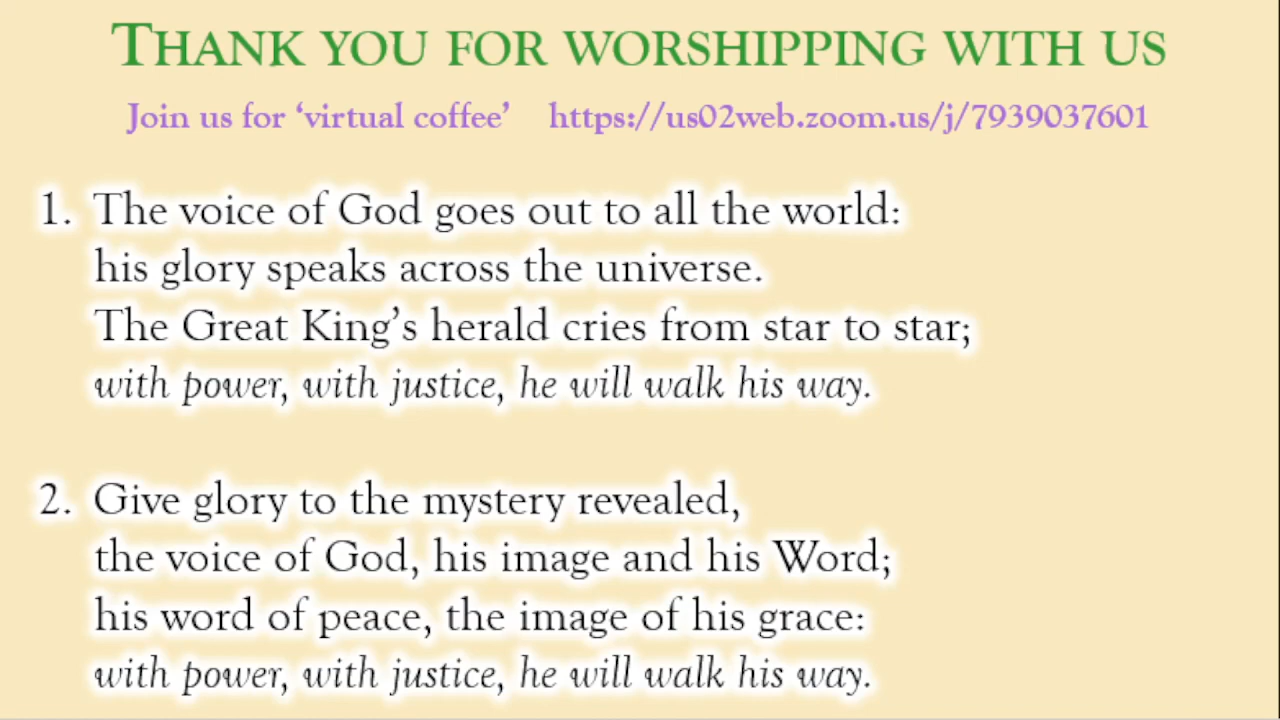 THANK YOU FOR WORSHIPPING WITH US
Join us for ‘virtual coffee’ https://us02web.zoom.us/j/7939037601
1. The voice of God goes out to all the world:
his glory speaks across the universe.
The Great King’s herald cries from star to star;
with power, with justice, he will walk his way.
2. Give glory to the mystery revealed,
the voice of God, his image and his Word;
his word of peace, the image of his grace:
with power, with justice, he will walk his way.